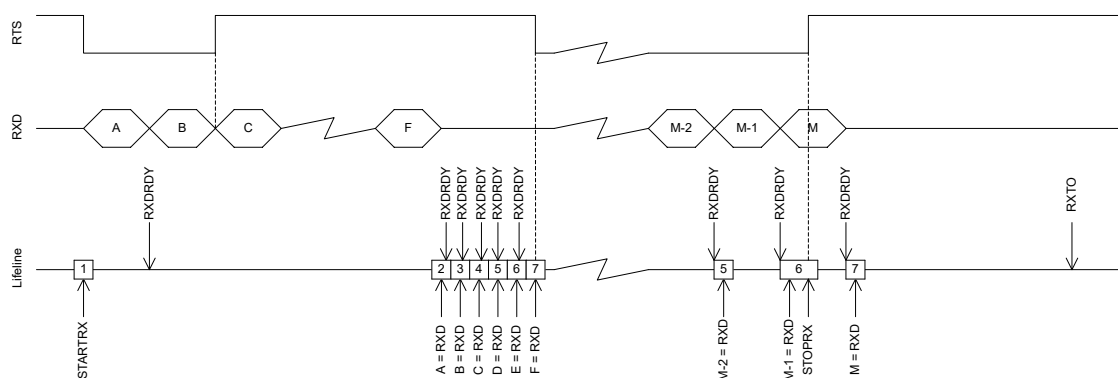 RTS
RXD
A
B
C
F
M-2
M-1
M
RXDRDY
RXDRDY
RXDRDY
RXDRDY
RXDRDY
RXDRDY
RXDRDY
RXDRDY
RXDRDY
RXTO
Lifeline
1
2
3
4
5
6
7
5
6
7
STARTRX
A = RXD
B = RXD
C = RXD
D = RXD
E = RXD
F = RXD
M-2 = RXD
M-1 = RXD
STOPRX
M = RXD